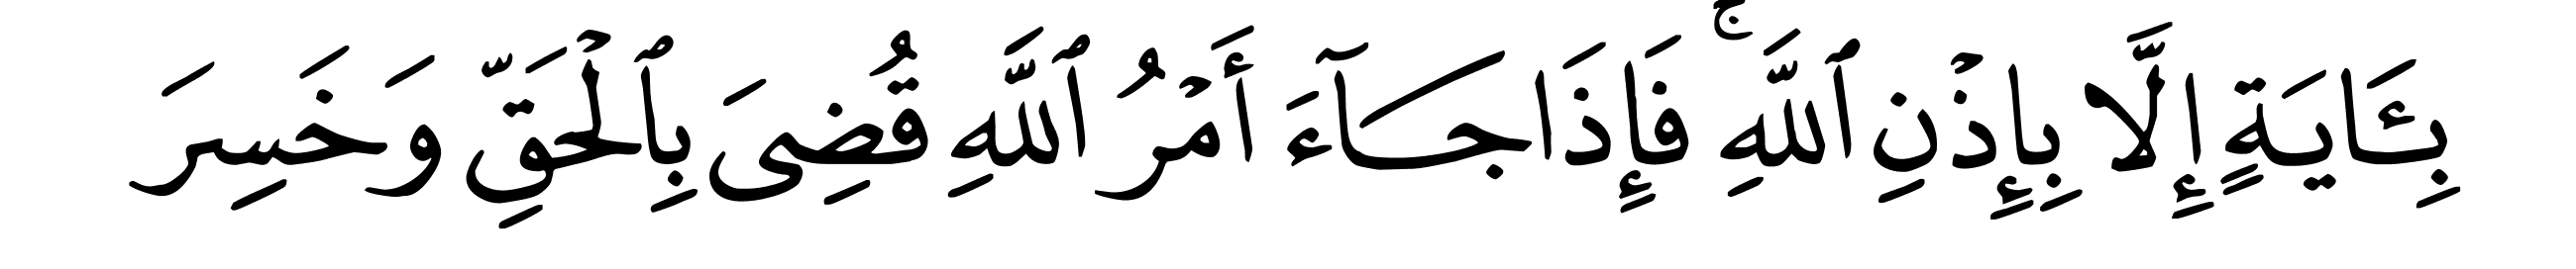 بِـَٔايَةٍ إِلَّا بِإِذْنِ ٱللَّهِ ۚ فَإِذَا جَآءَ أَمْرُ ٱللَّهِ قُضِىَ بِٱلْحَقِّ وَخَسِرَ